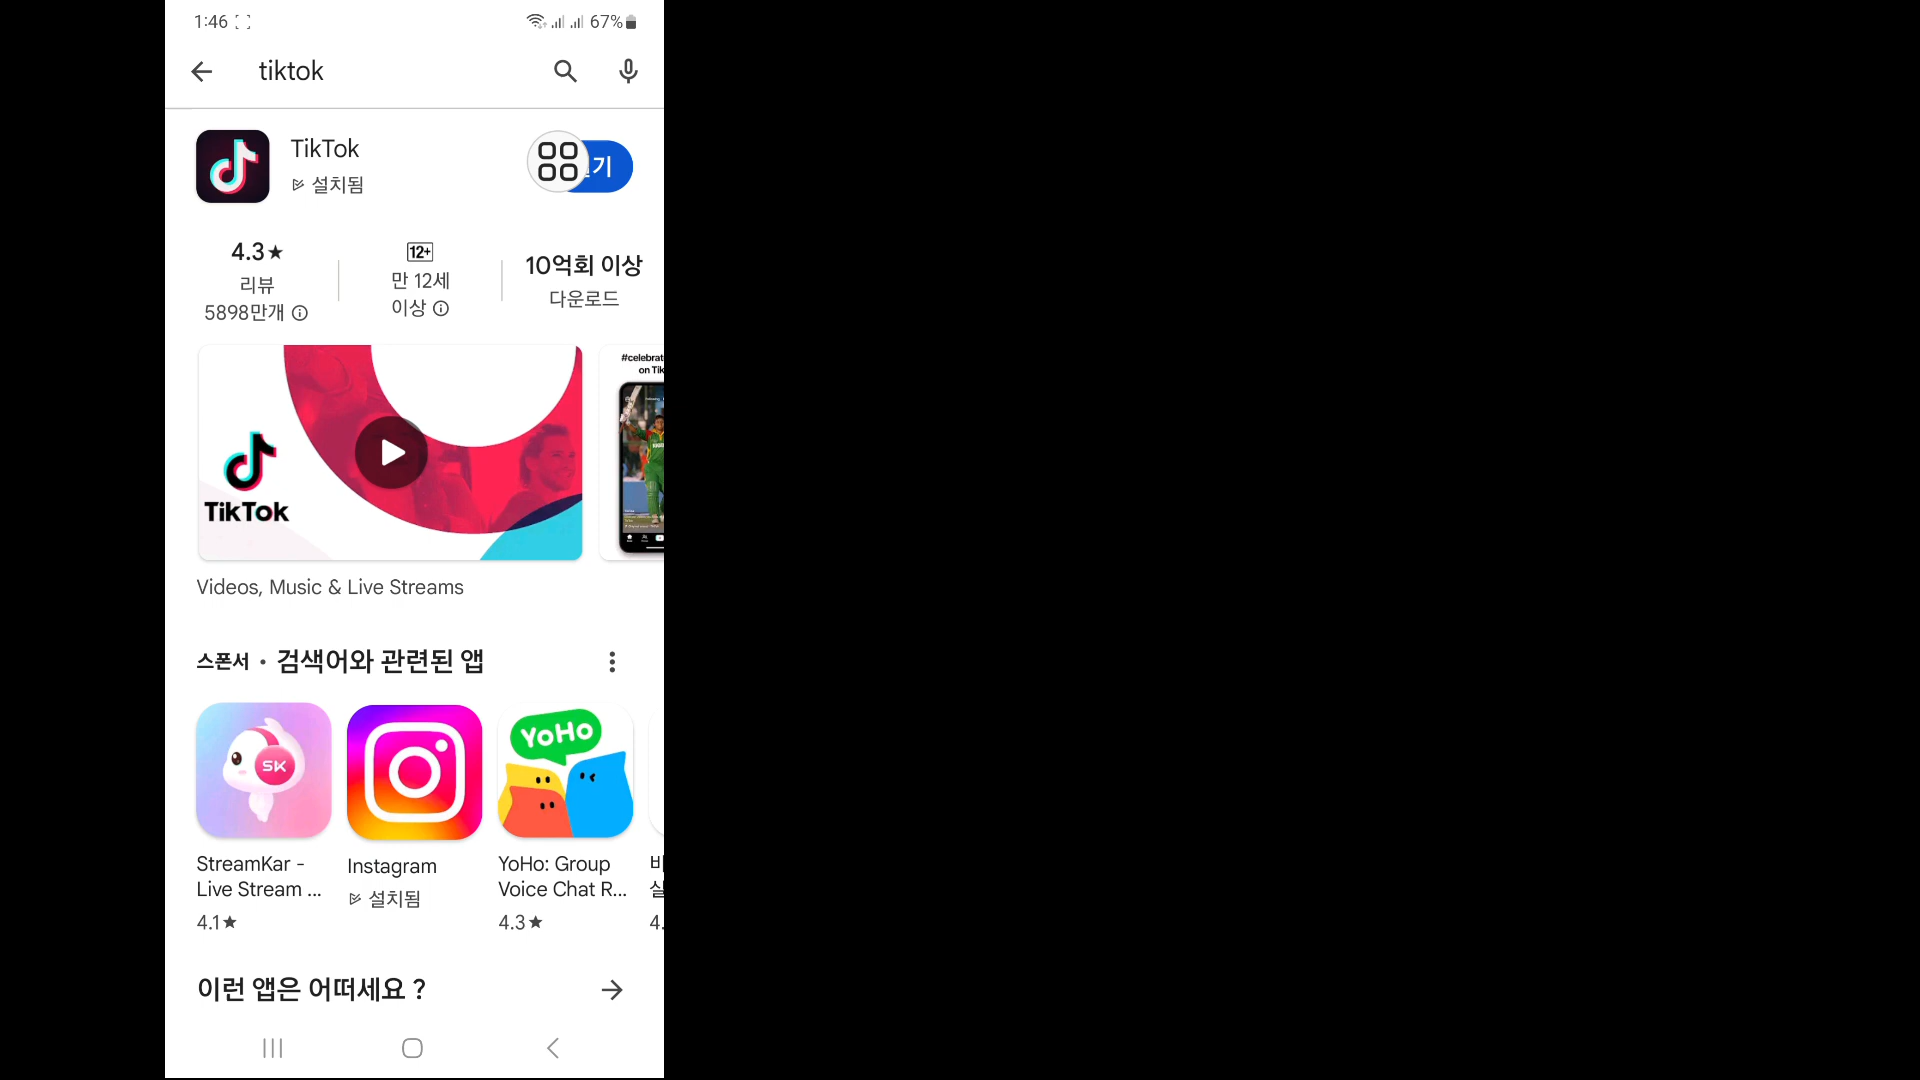 1:46 67%
tiktok
TikTok
설치됨
기
4.3★
리뷰
5898만개
12+
만 12세
이상
10억회 이상
다운로드
TikTok
#celebrat
on Tik
Videos, Music & Live Streams
스폰서 • 검색어와 관련된 앱
SK
YoHo
StreamKar -
Live Stream ...
4.1★
Instagram
설치됨
YoHo: Group
Voice Chat R...
4.3★
4.
이런 앱은 어떠세요 ?